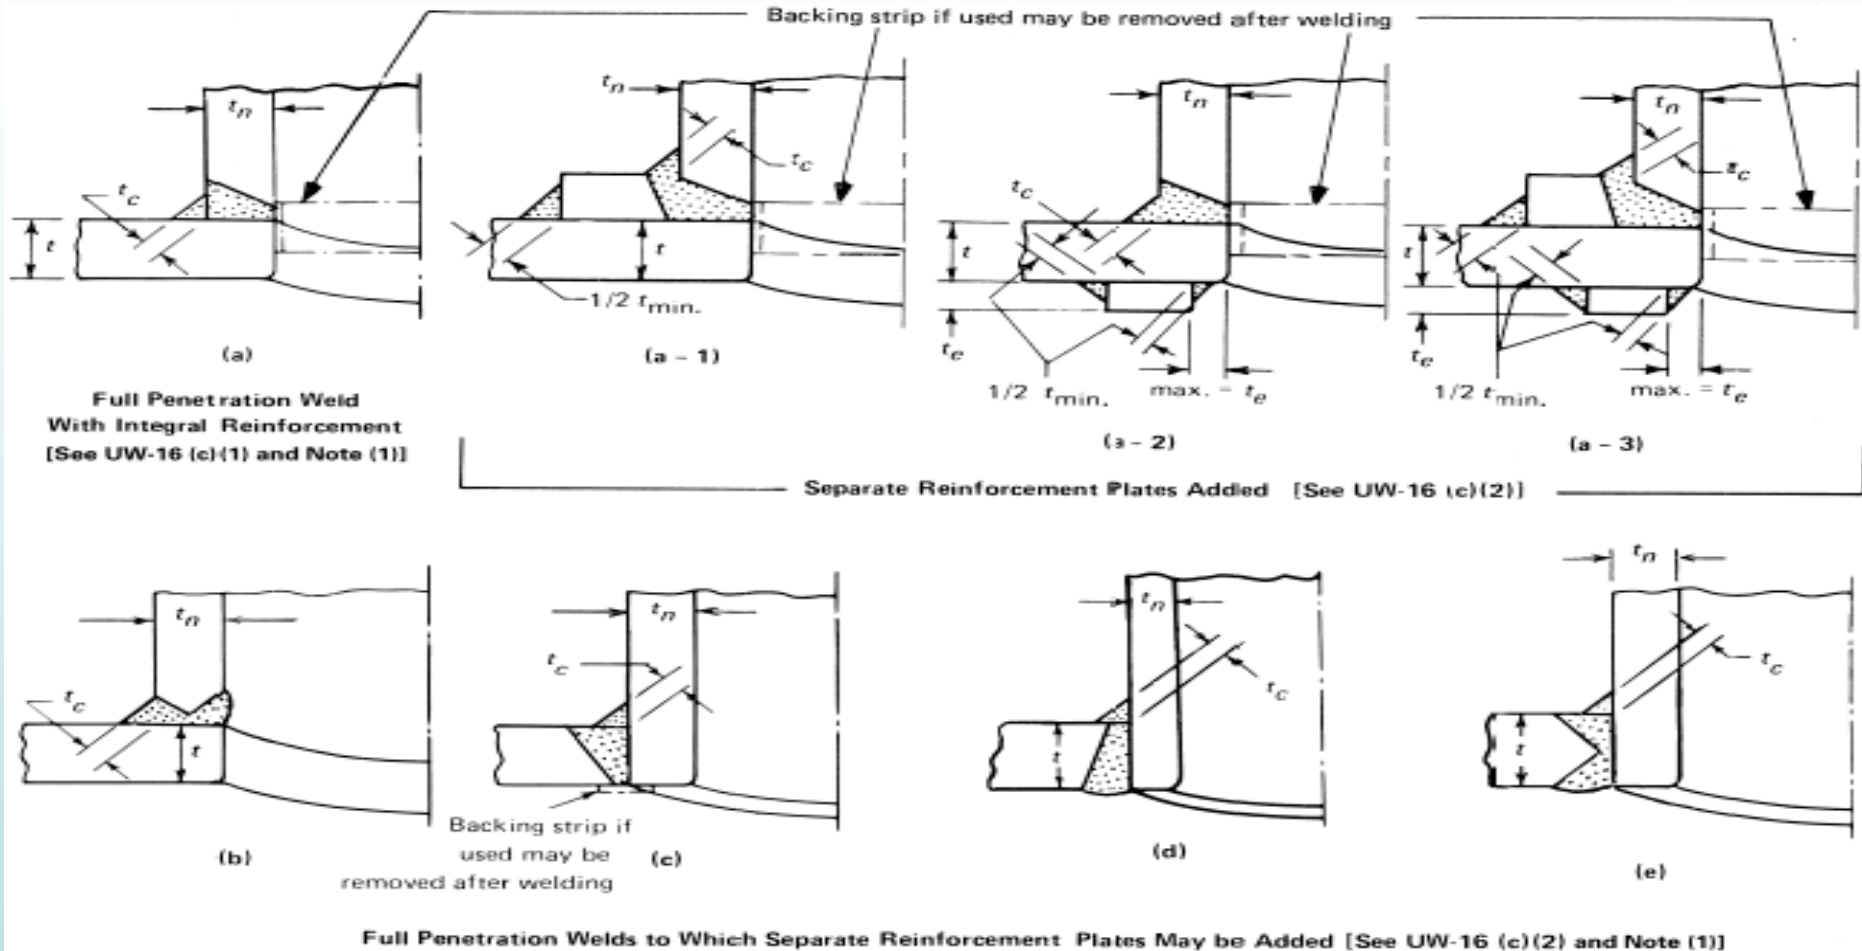 Backing strip if used may be removed after welding
tn
tc
t
(a)
Full Penetration Weld
With Integral Reinforcement
[See UW-16 (c)(1) and Note (1)]
tn
tc
t
1/2 tmin.
(a - 1)
tn
tc
t
te
1/2 tmin.
max. = te
(a - 2)
tn
tc
t
te
1/2 tmin.
max. = te
(a - 3)
Separate Reinforcement Plates Added [See UW-16 (c)(2)]
tn
tc
t
(b)
tn
tc
Backing strip if
used may be
removed after welding
(c)
tn
tc
t
(d)
tn
tc
t
(e)
Full Penetration Welds to Which Separate Reinforcement Plates May be Added [See UW-16 (c)(2) and Note (1)]